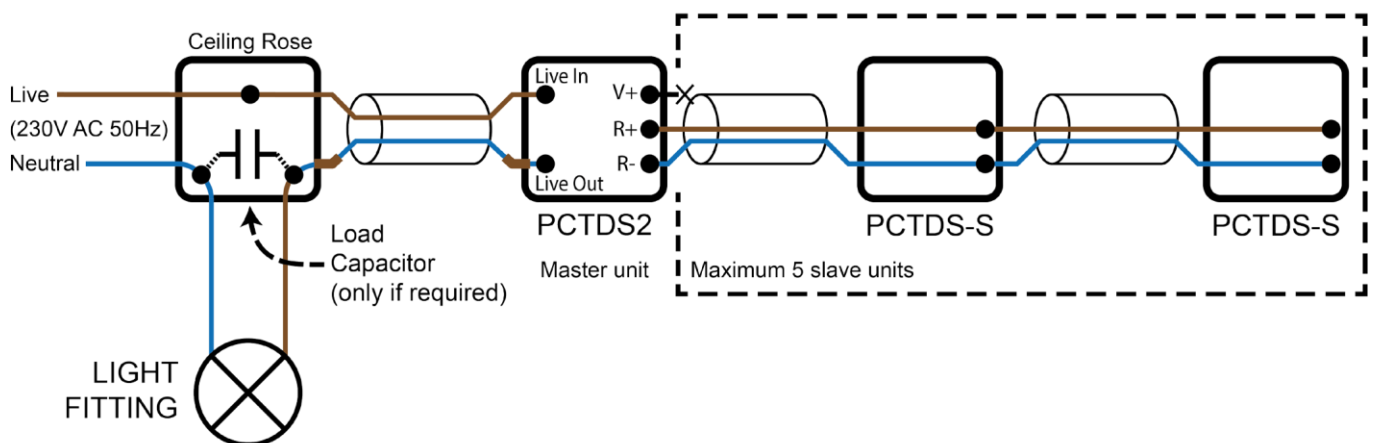 Ceiling Rose
Live
(230V AC 50Hz)
Neutral
Live In
Live Out
V+
R+
R-
PCTDS2
Master unit
PCTDS-S
PCTDS-S
Maximum 5 slave units
Load
Capacitor
(only if required)
LIGHT
FITTING